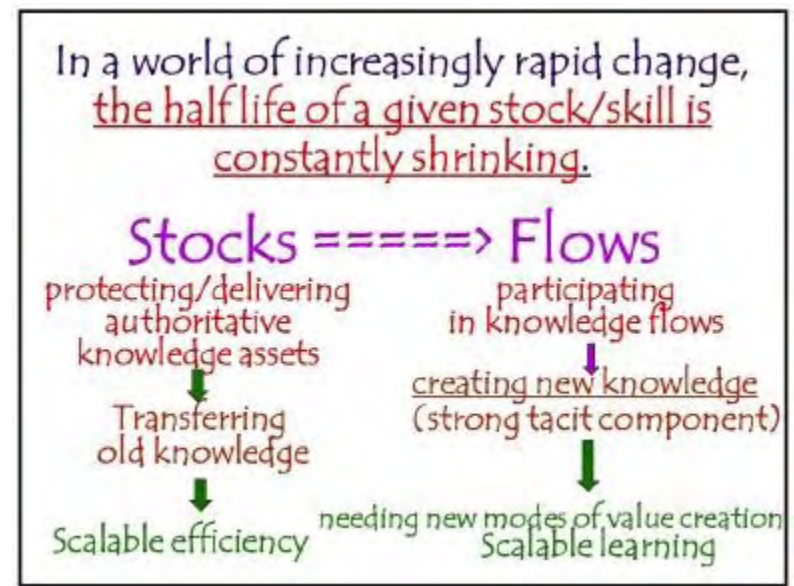 In a world of increasingly rapid change,
the half life of a given stock/skill is
constantly shrinking.
Stocks =====> Flows
protecting/delivering
authoritative
knowledge assets
Transferring
old knowledge
Scalable efficiency
participating
in knowledge flows
creating new knowledge
(strong tacit component)
needing new modes of value creation
Scalable learning